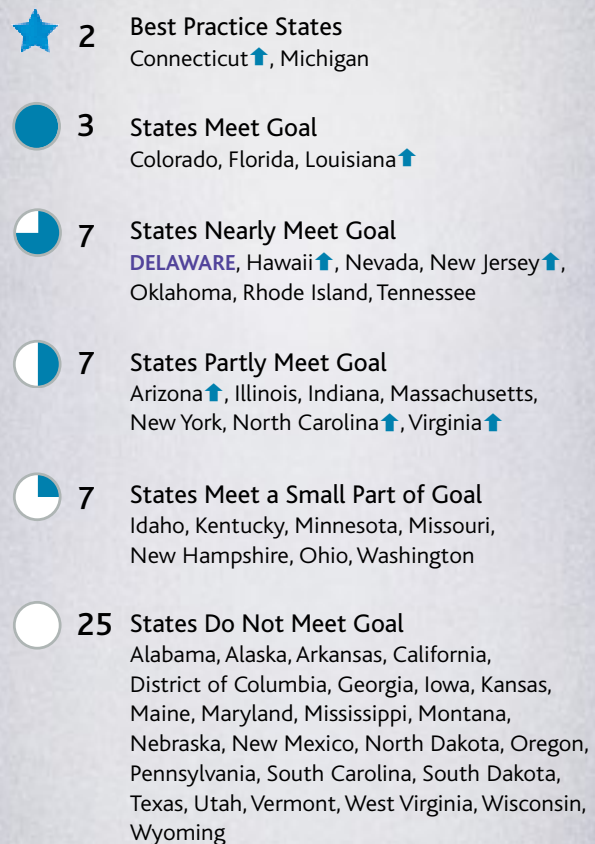 2 Best Practice States
Connecticut⬆, Michigan
3 States Meet Goal
Colorado, Florida, Louisiana⬆
7 States Nearly Meet Goal
DELAWARE, Hawaii⬆, Nevada, New Jersey⬆,
Oklahoma, Rhode Island, Tennessee
7 States Partly Meet Goal
Arizona⬆, Illinois, Indiana, Massachusetts,
New York, North Carolina⬆, Virginia⬆
7 States Meet a Small Part of Goal
Idaho, Kentucky, Minnesota, Missouri,
New Hampshire, Ohio, Washington
25 States Do Not Meet Goal
Alabama, Alaska, Arkansas, California,
District of Columbia, Georgia, Iowa, Kansas,
Maine, Maryland, Mississippi, Montana,
Nebraska, New Mexico, North Dakota, Oregon,
Pennsylvania, South Carolina, South Dakota,
Texas, Utah, Vermont, West Virginia, Wisconsin,
Wyoming